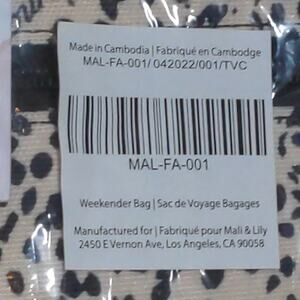 Made in Cambodia | Fabriqué en Cambodge
MAL-FA-001/ 042022/001/TVC
MAL-FA-001
Weekender Bag | Sac de Voyage Bagages
Manufactured for | Fabriqué pour Mali & Lily
2450 E Vernon Ave, Los Angeles, CA 90058